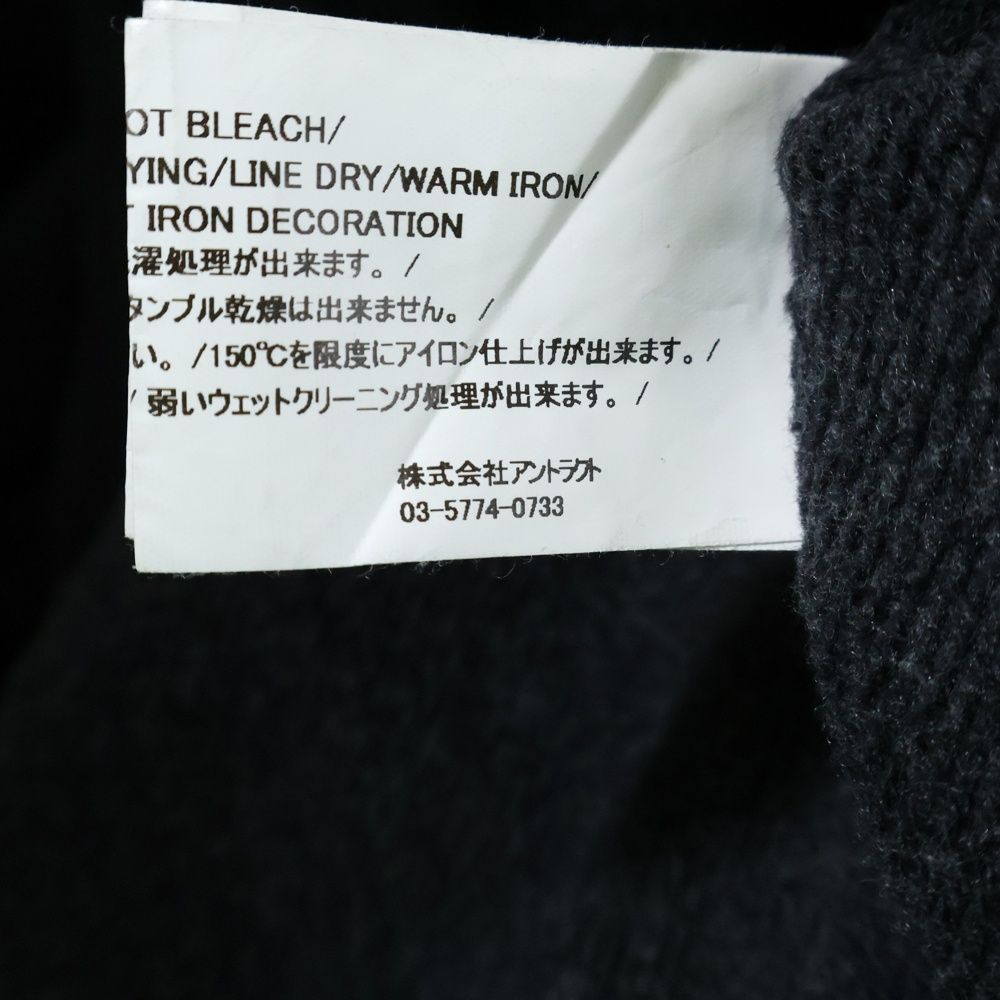 OT BLEACH/
YING/LINE DRY/WARM IRON/
IRON DECORATION
濯処理が出来ます。/
タンブル乾燥は出来ません。/
い。/150℃を限度にアイロン仕上げが出来ます。/
/ 弱いウェットクリーニング処理が出来ます。/
株式会社アントラクト
03-5774-0733